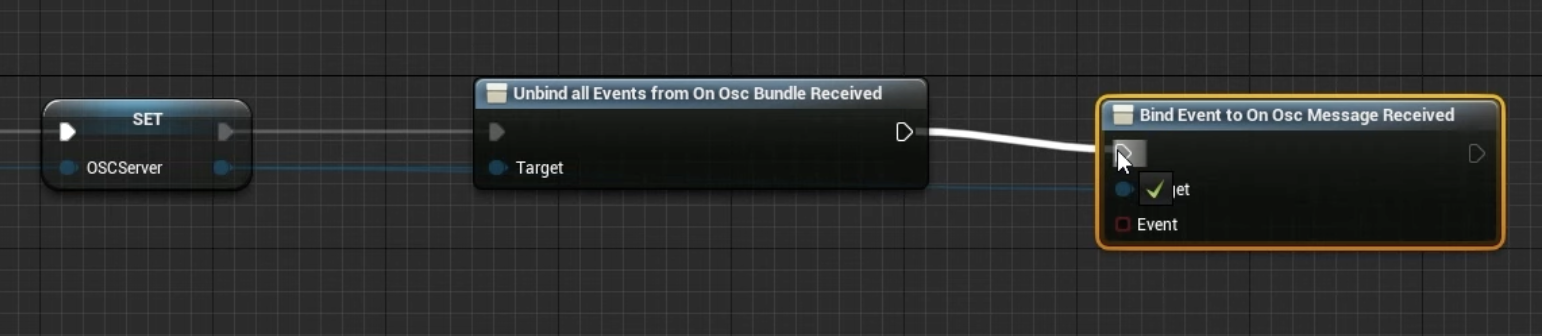 SET
OSCServer
Unbind all Events from On Osc Bundle Received
Target
Bind Event to On Osc Message Received
get
Event